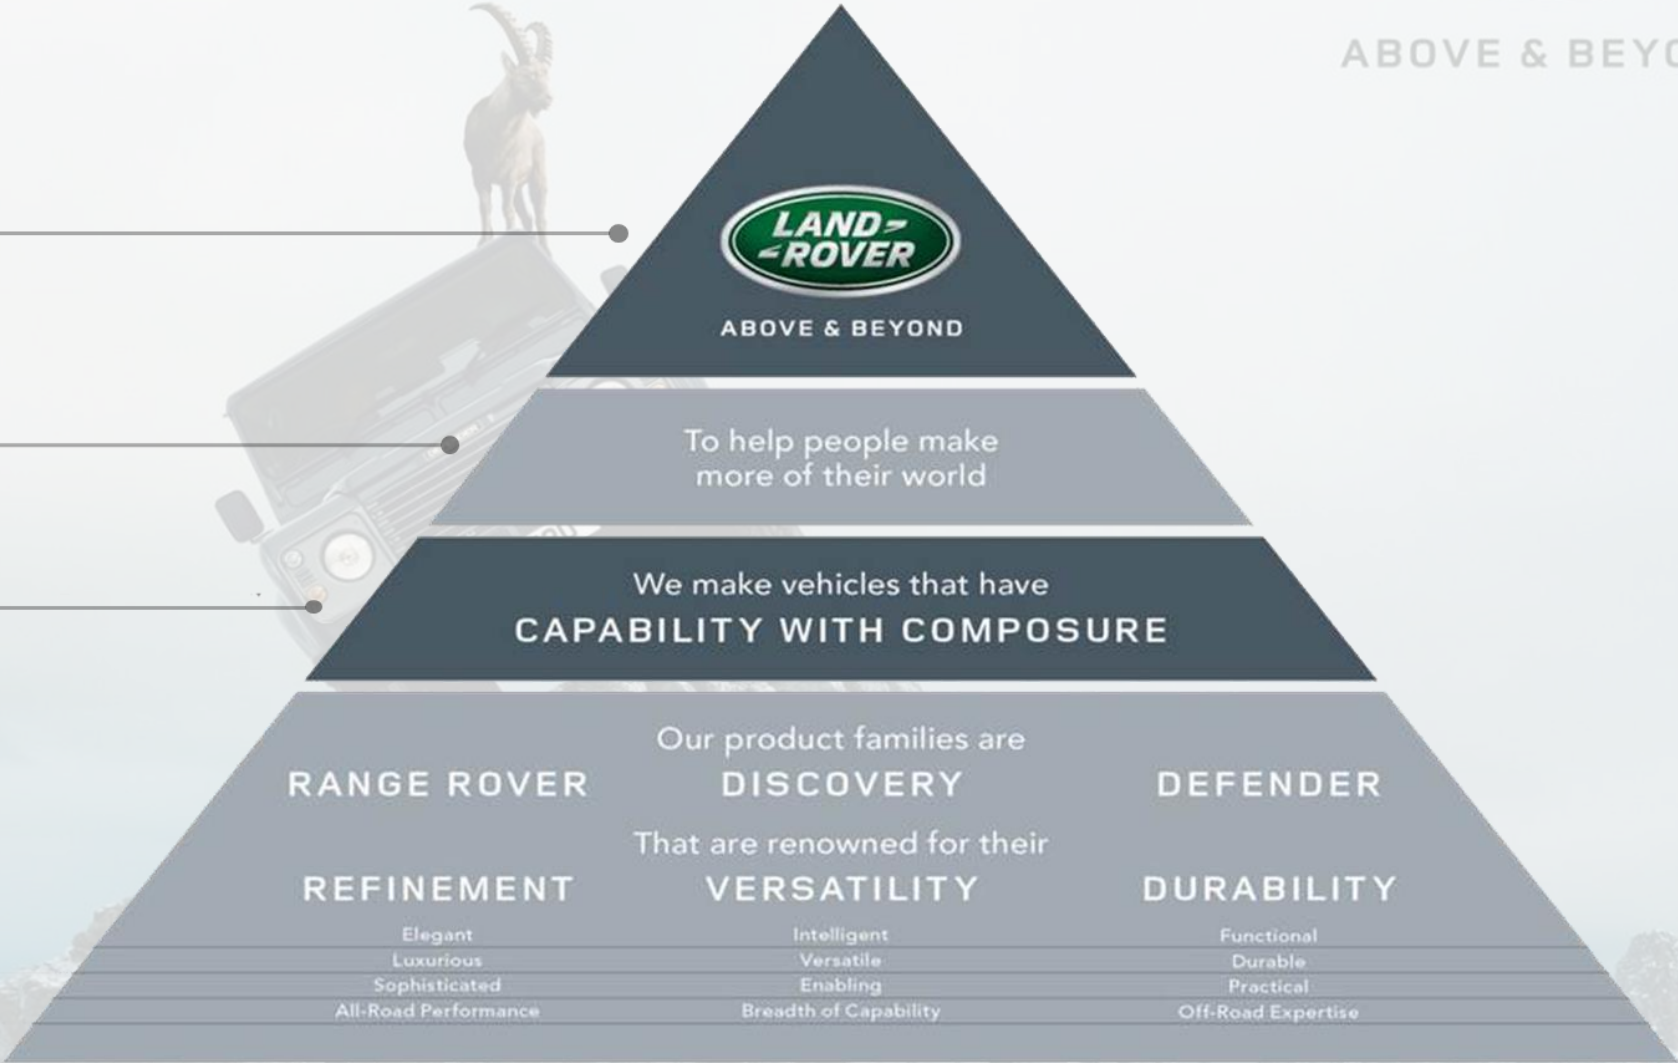 ABOVE & BEYO
LAND
ROVER
ABOVE & BEYOND
To help people make
more of their world
We make vehicles that have
CAPABILITY WITH COMPOSURE
Our product families are
RANGE ROVER DISCOVERY DEFENDER
That are renowned for their
REFINEMENT VERSATILITY DURABILITY
Elegant Intelligent Functional
Luxurious Versatile Durable
Sophisticated Enabling Practical
All-Road Performance Breadth of Capability Off-Road Expertise